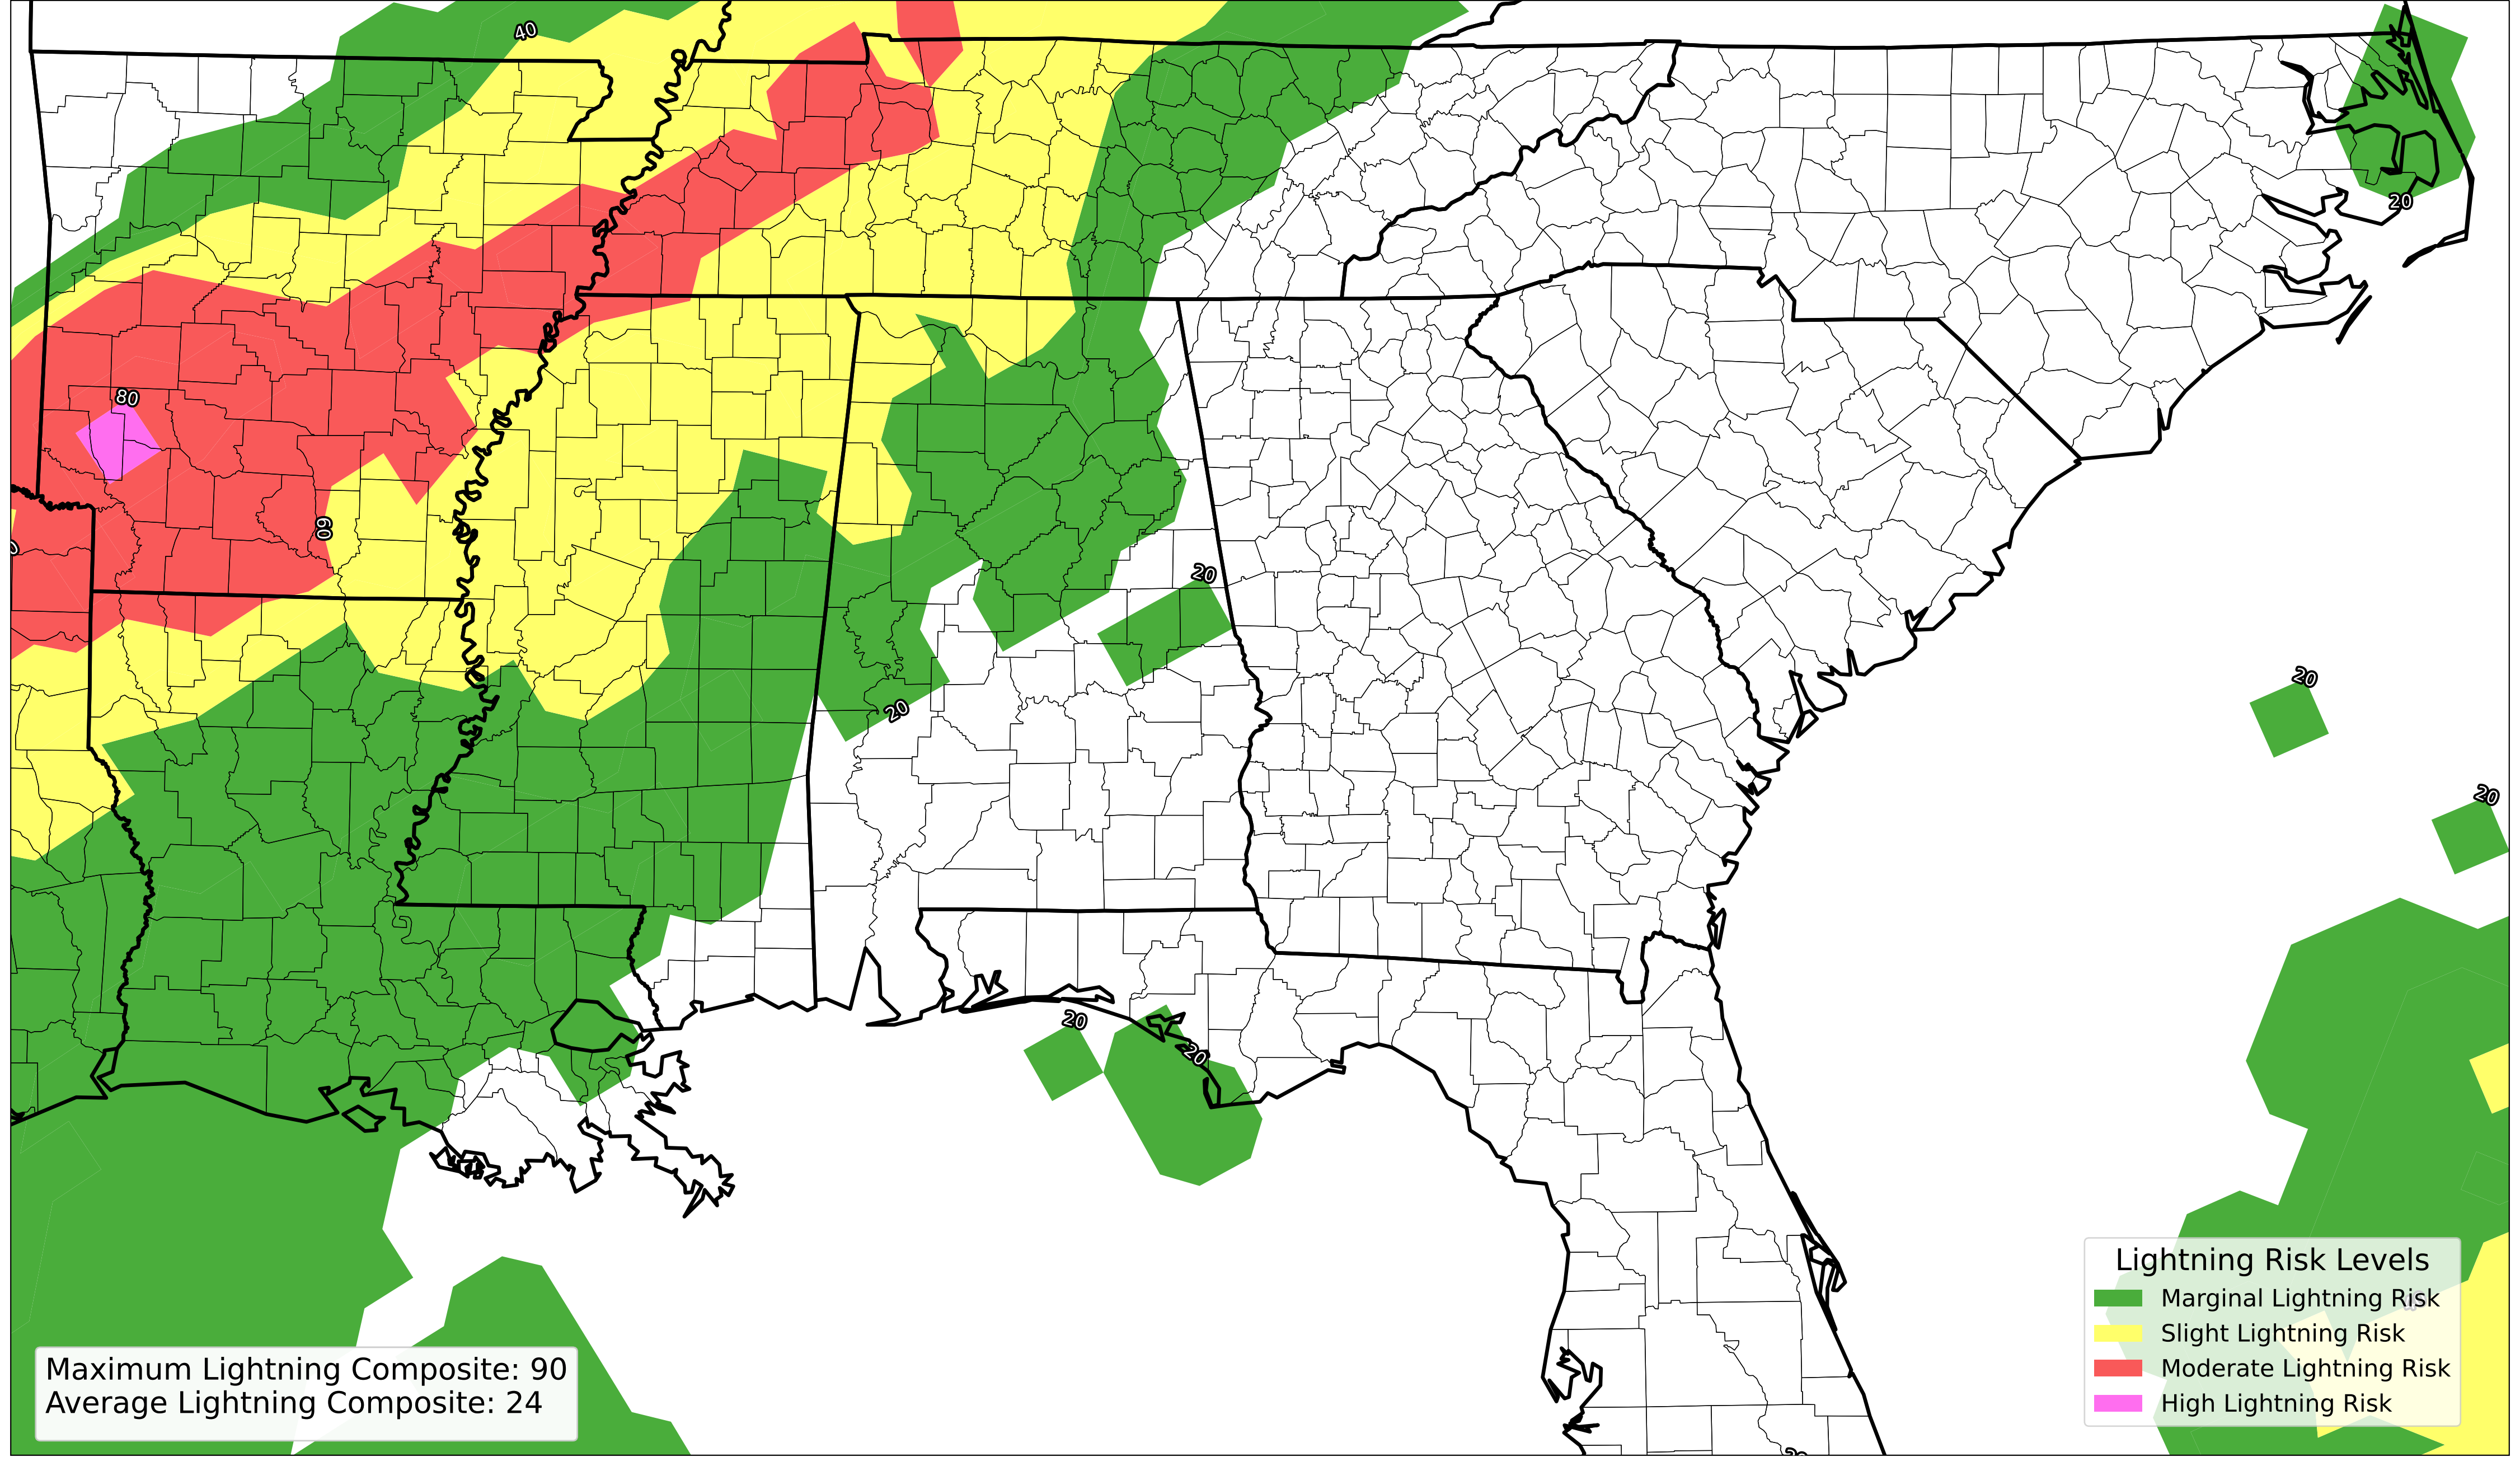 40
20
80
60
20
20
20
20
20
20
Maximum Lightning Composite: 90
Average Lightning Composite: 24
Lightning Risk Levels
Marginal Lightning Risk
Slight Lightning Risk
Moderate Lightning Risk
High Lightning Risk